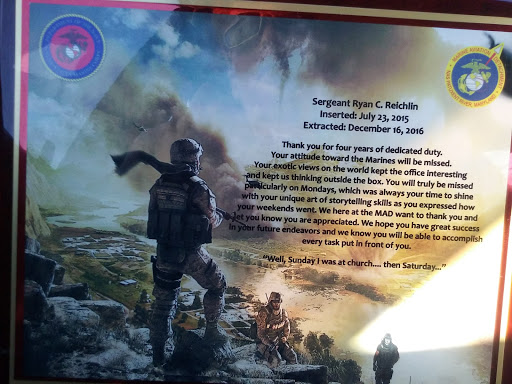 Sergeant Ryan C. Reichlin
Inserted: July 23, 2015
Extracted: December 16, 2016
Thank you for four years of dedicated duty.
Your attitude toward the Marines will be missed.
Your exotic views on the world kept the office interesting
and kept us thinking outside the box. You will truly be missed
particularly on Mondays, which was always your time to shine
with your unique art of storytelling skills as you expressed how
your weekends went. We here at the MAD want to thank you and
let you know you are appreciated. We hope you have great success
in your future endeavors and we know you will be able to accomplish
every task put in front of you.
"Well, Sunday I was at church.... then Saturday..."